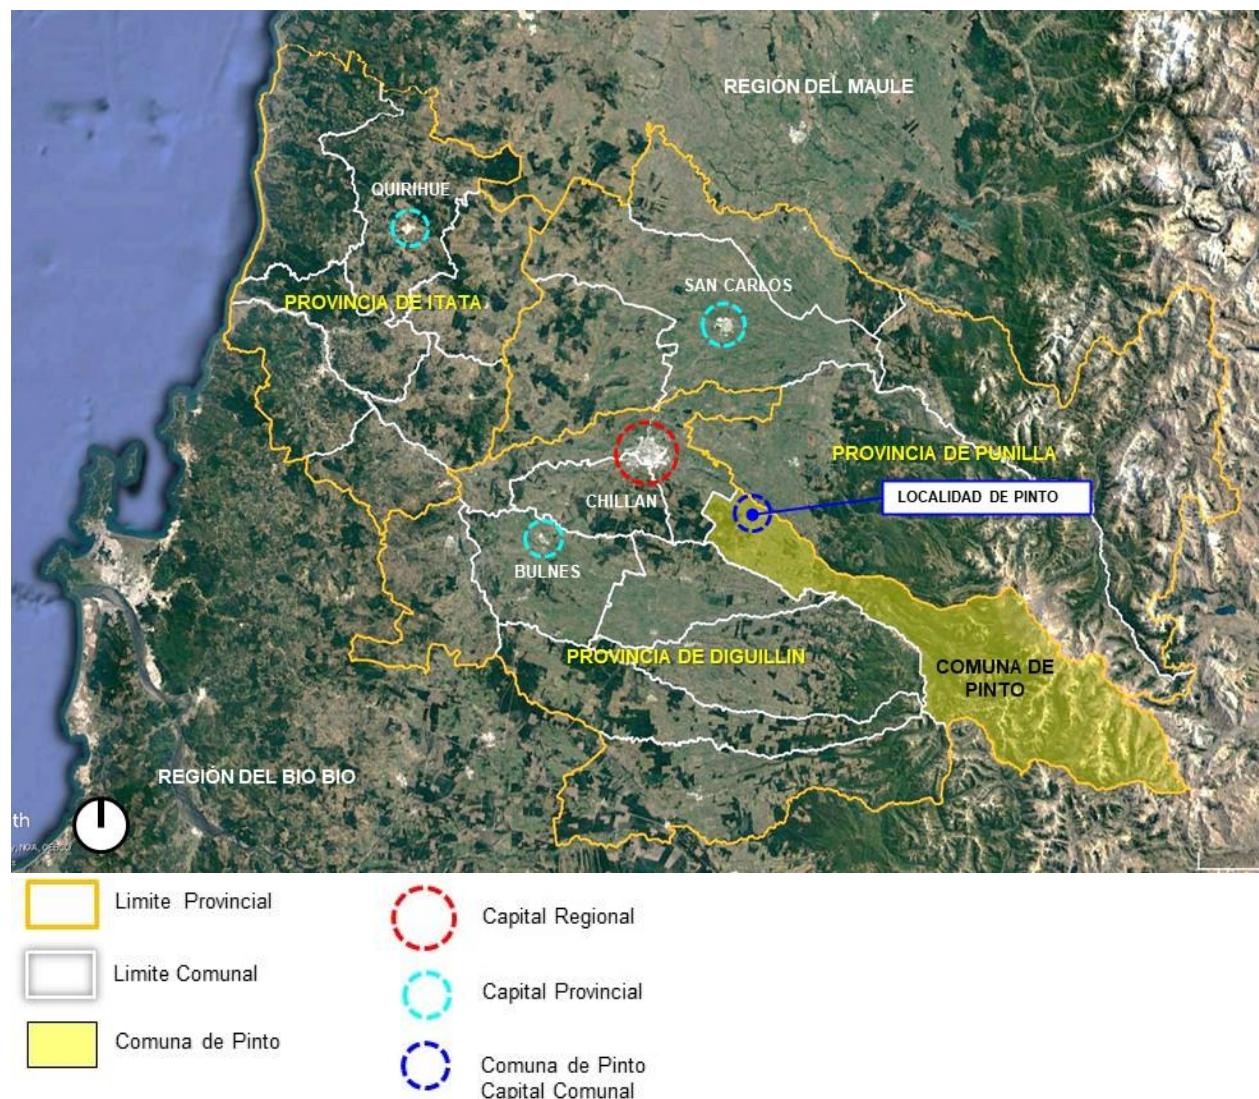 REGIÓN DEL MAULE
QUIRIHUE
SAN CARLOS
PROVINCIA DE ITATA
PROVINCIA DE PUNILLA
LOCALIDAD DE PINTO
CHILLAN
BULNES
PROVINCIA DE DIGUILLIN
COMUNA DE
PINTO
REGIÓN DEL BIO BIO
th
Limite Provincial
Capital Regional
Limite Comunal
Capital Provincial
Comuna de Pinto
Comuna de Pinto
Capital Comunal